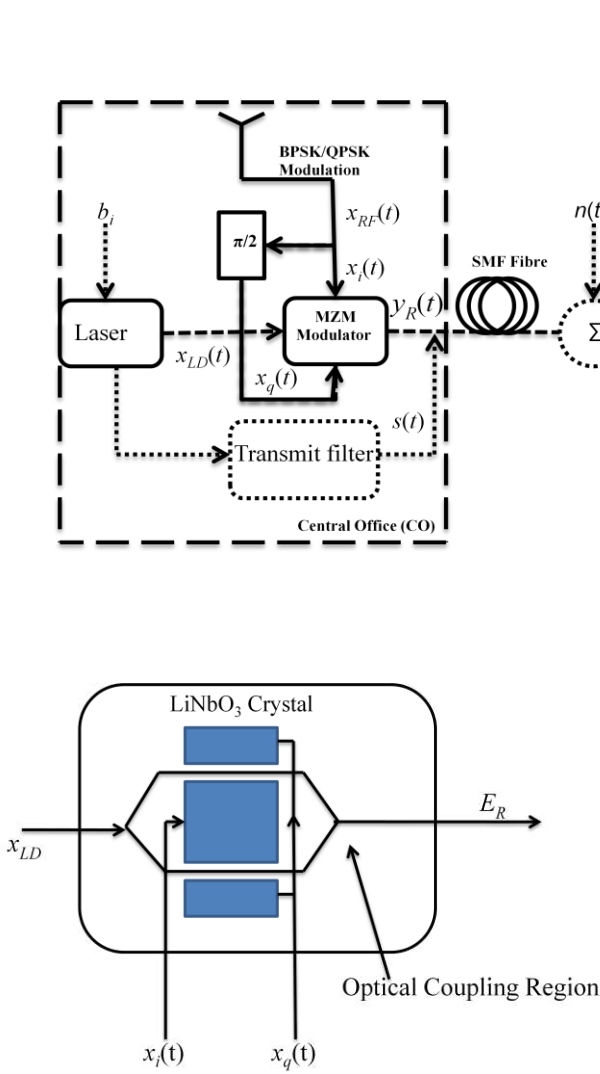 BPSK/QPSK
Modulation
b_i
x_RF(t)
n(t
π/2
SMF Fibre
x_i(t)
y_R(t)
Laser
MZM
Modulator
Σ
x_LD(t)
x_q(t)
s(t)
Transmit filter
Central Office (CO)
LiNbO₃ Crystal
E_R
x_LD
Optical Coupling Region
x_i(t)
x_q(t)